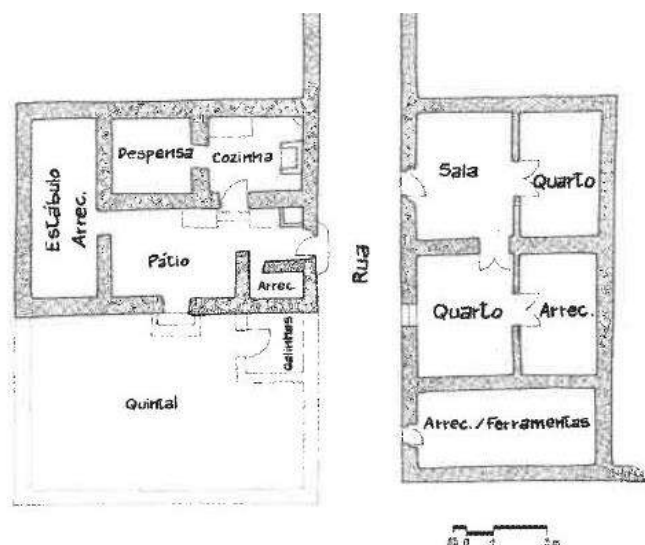 Despensa
Cozinha
Estábulo
Arrec.
Pátio
Arrec.
Galinhas
Quintal
Rua
Sala
Quarto
Quarto
Arrec.
Arrec./Ferramentas